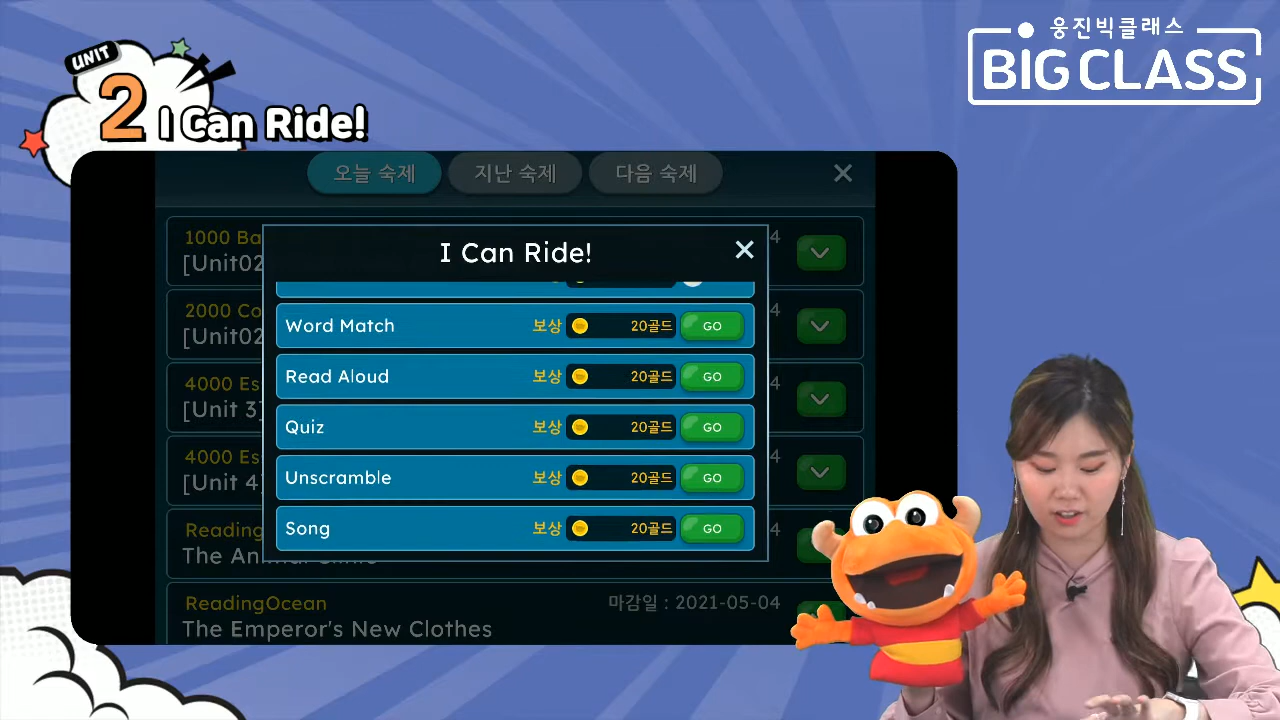 웅진빅클래스
BIG CLASS
UNIT
2 I Can Ride!
오늘 숙제 지난 숙제 다음 숙제
1000 Ba
[Unit02
2000 Co
[Unit02
4000 Es
[Unit 3]
4000 Es
[Unit 4]
Reading
ReadingOcean 마감일 : 2021-05-04
The Emperor's New Clothes
I Can Ride!
Word Match 보상 20골드 GO
Read Aloud 보상 20골드 GO
Quiz 보상 20골드 GO
Unscramble 보상 20골드 GO
Song 보상 20골드 GO